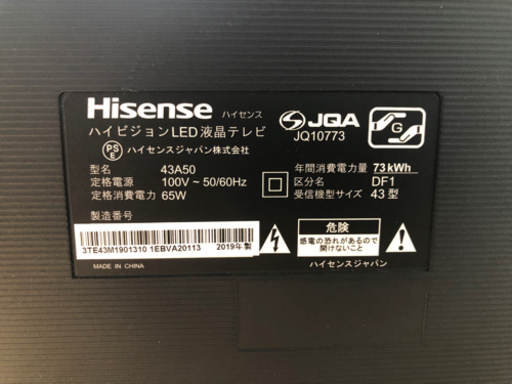 Hisense ハイセンス
ハイビジョンLED液晶テレビ
PS E ハイセンスジャパン株式会社
S JQA
JQ10773
G
型名 43A50
定格電源 100V ~ 50/60Hz
定格消費電力 65W
製造番号
3TE43M1901310 1EBVA20113 2019年製
MADE IN CHINA
年間消費電力量 73kWh
区分名 DF1
受信機型サイズ 43型
危険
感電の恐れがあるので
開けないこと
ハイセンスジャパン